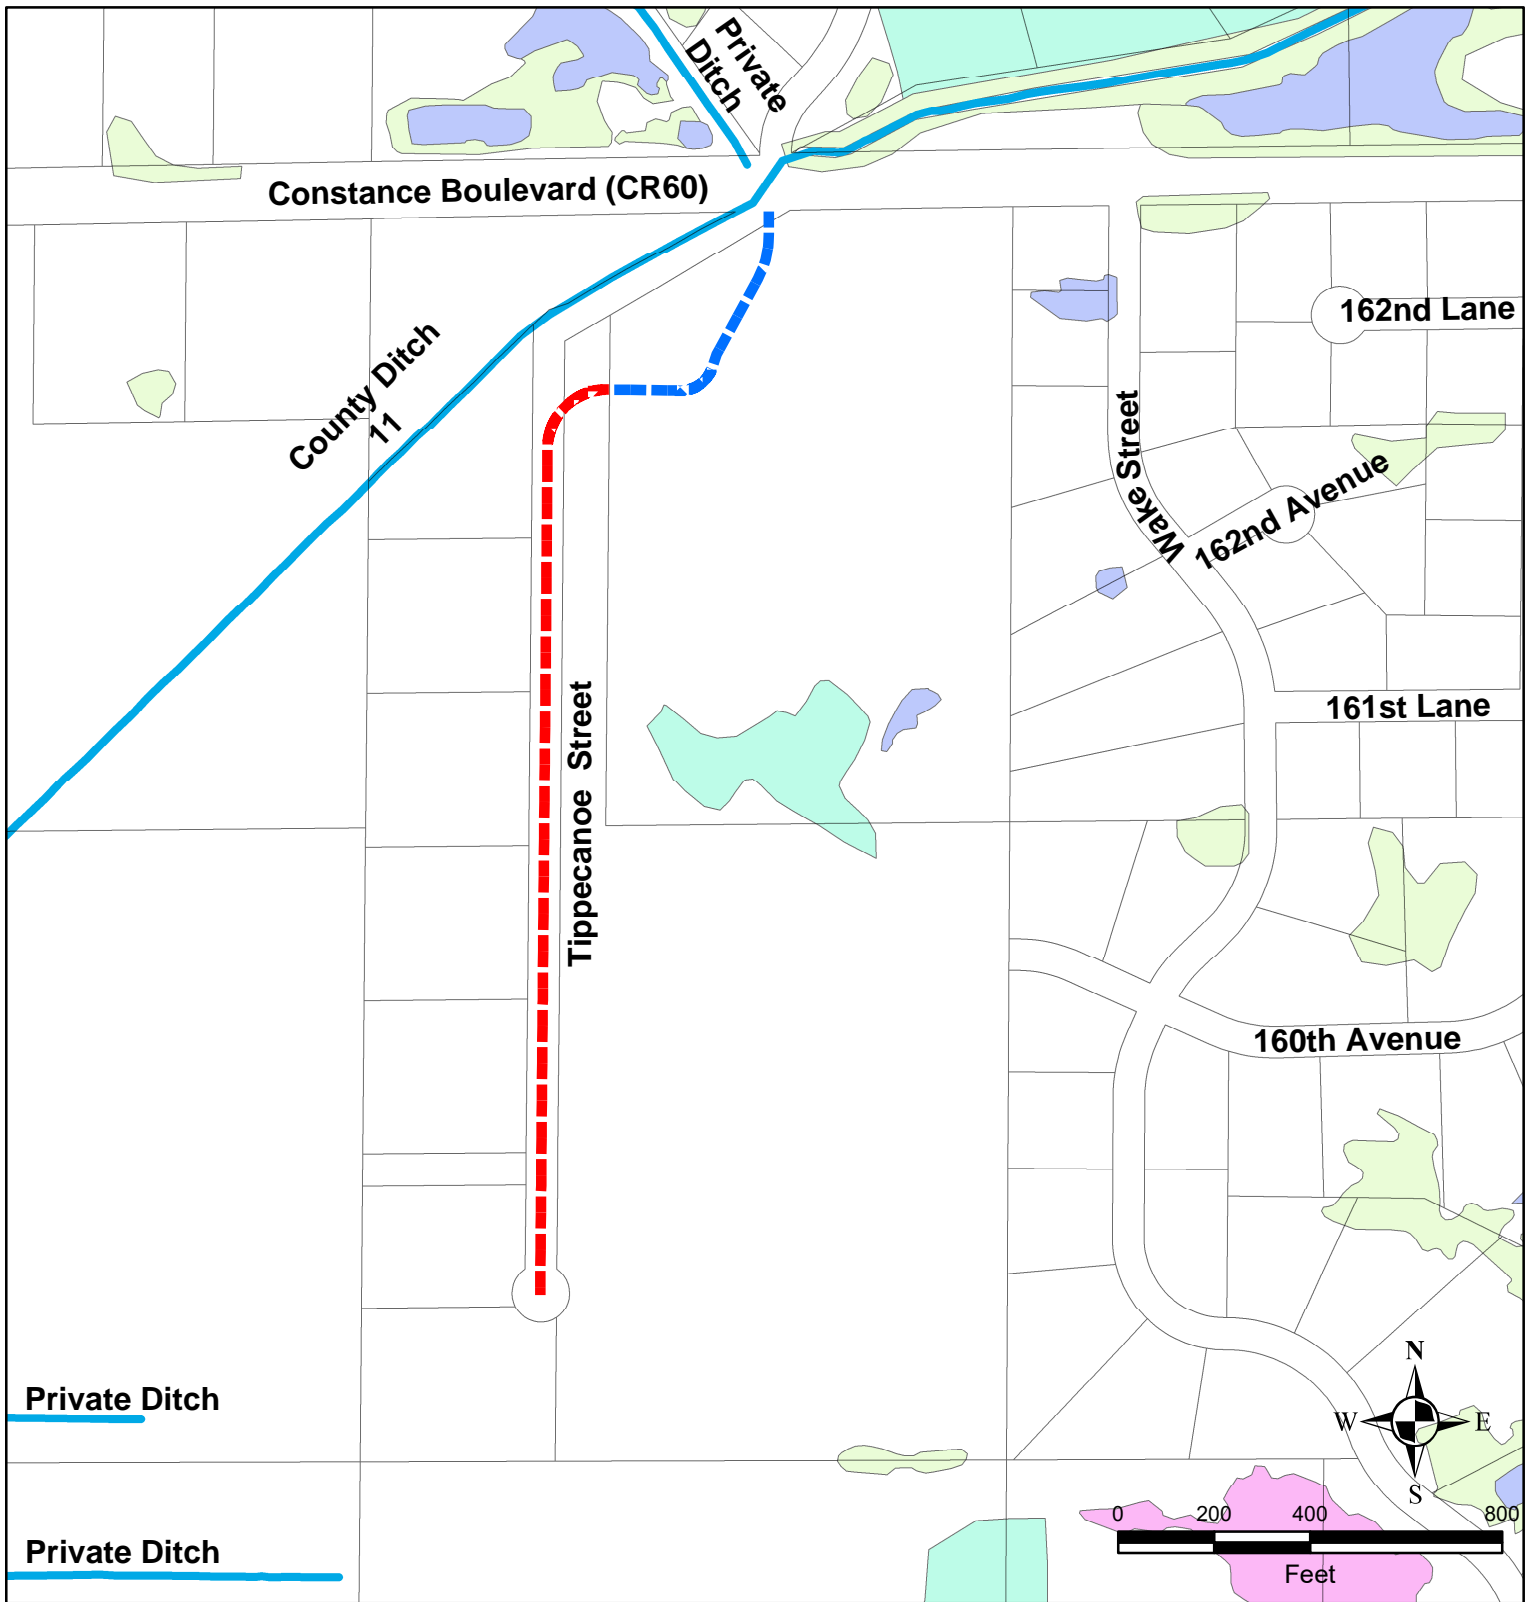 Private
Ditch
Constance Boulevard (CR60)
162nd Lane
County Ditch
11
Wake Street
162nd Avenue
161st Lane
Tippecanoe Street
160th Avenue
N
W
E
S
Private Ditch
0 200 400 800
Feet
Private Ditch